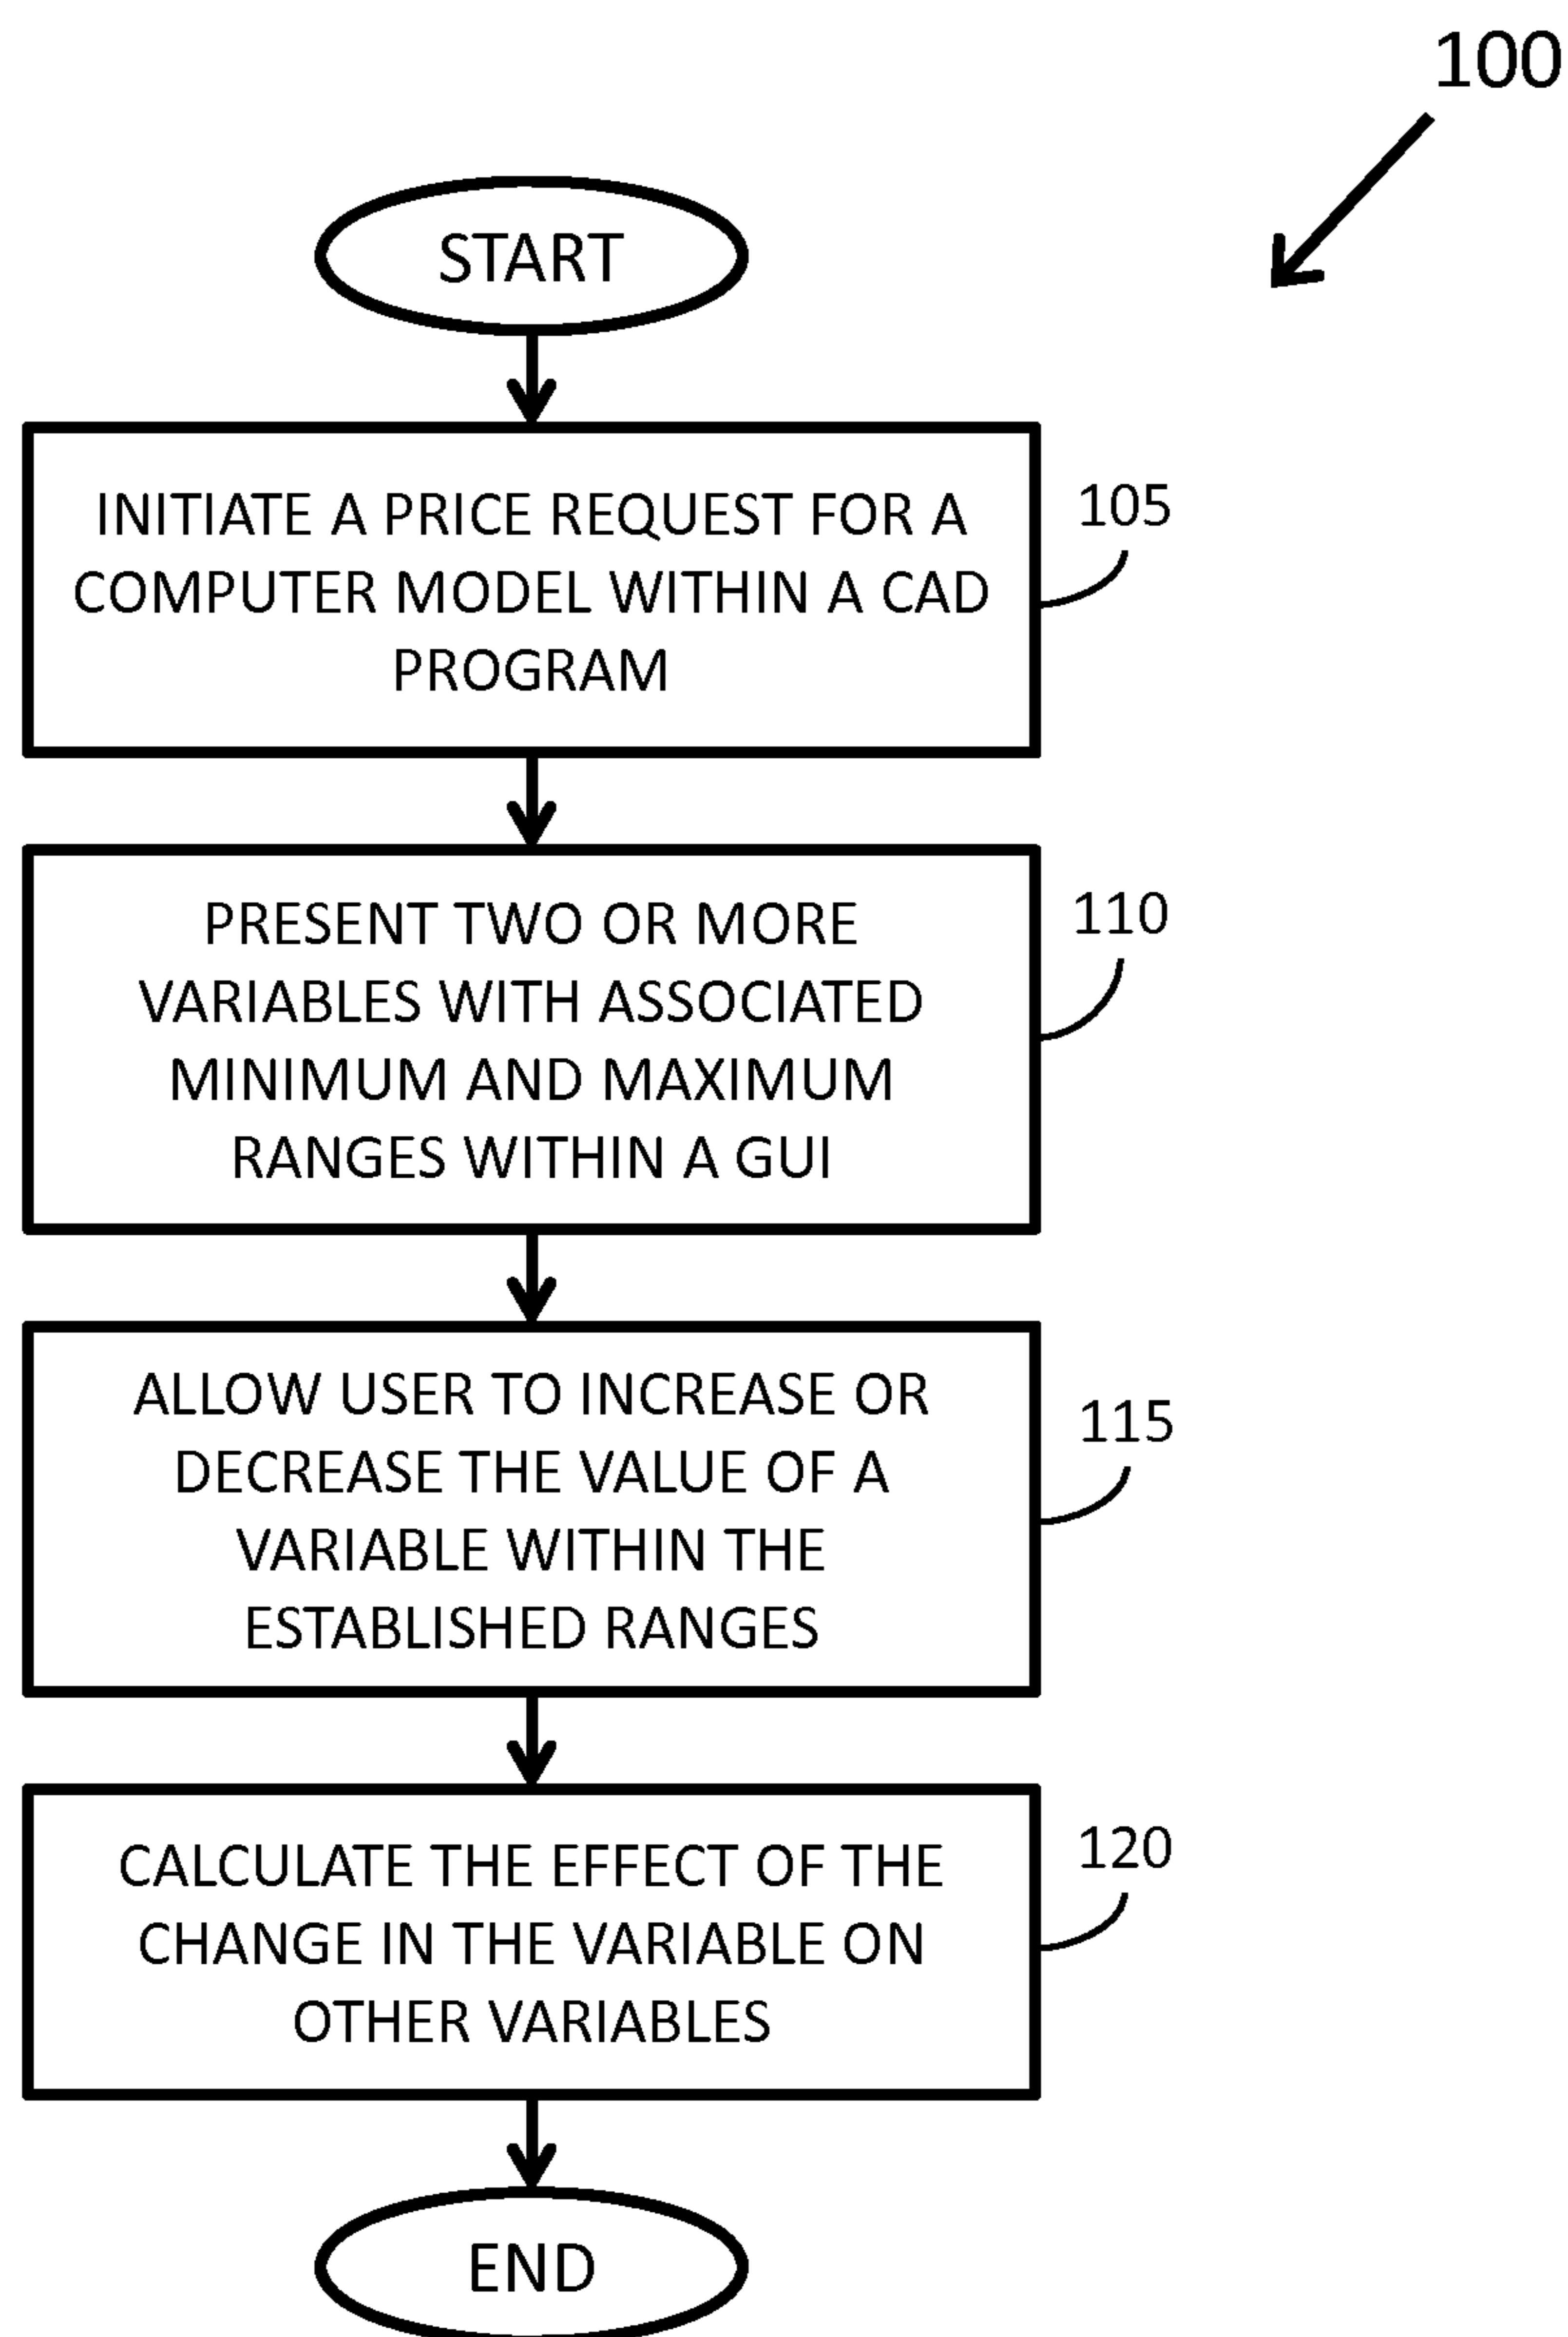 100
START
INITIATE A PRICE REQUEST FOR A
COMPUTER MODEL WITHIN A CAD
PROGRAM
105
PRESENT TWO OR MORE
VARIABLES WITH ASSOCIATED
MINIMUM AND MAXIMUM
RANGES WITHIN A GUI
110
ALLOW USER TO INCREASE OR
DECREASE THE VALUE OF A
VARIABLE WITHIN THE
ESTABLISHED RANGES
115
CALCULATE THE EFFECT OF THE
CHANGE IN THE VARIABLE ON
OTHER VARIABLES
120
END